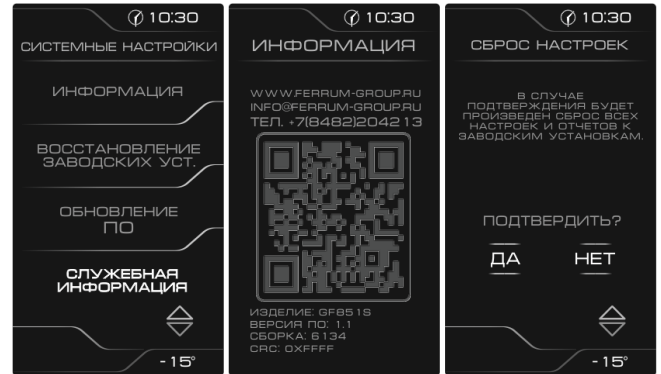 10:30
СИСТЕМНЫЕ НАСТРОЙКИ
ИНФОРМАЦИЯ
ВОССТАНОВЛЕНИЕ
ЗАВОДСКИХ УСТ.
ОБНОВЛЕНИЕ
ПО
СЛУЖЕБНАЯ
ИНФОРМАЦИЯ
-15°
10:30
ИНФОРМАЦИЯ
WWW.FERRUM-GROUP.RU
INFO@FERRUM-GROUP.RU
ТЕЛ. +7(8482)204213
ИЗДЕЛИЕ: GF851S
ВЕРСИЯ ПО: 1.1
СБОРКА: 6134
CRC: 0XFFFF
10:30
СБРОС НАСТРОЕК
В СЛУЧАЕ
ПОДТВЕРЖДЕНИЯ БУДЕТ
ПРОИЗВЕДЕН СБРОС ВСЕХ
НАСТРОЕК И ОТЧЕТОВ К
ЗАВОДСКИМ УСТАНОВКАМ.
ПОДТВЕРДИТЬ?
ДА НЕТ
-15°